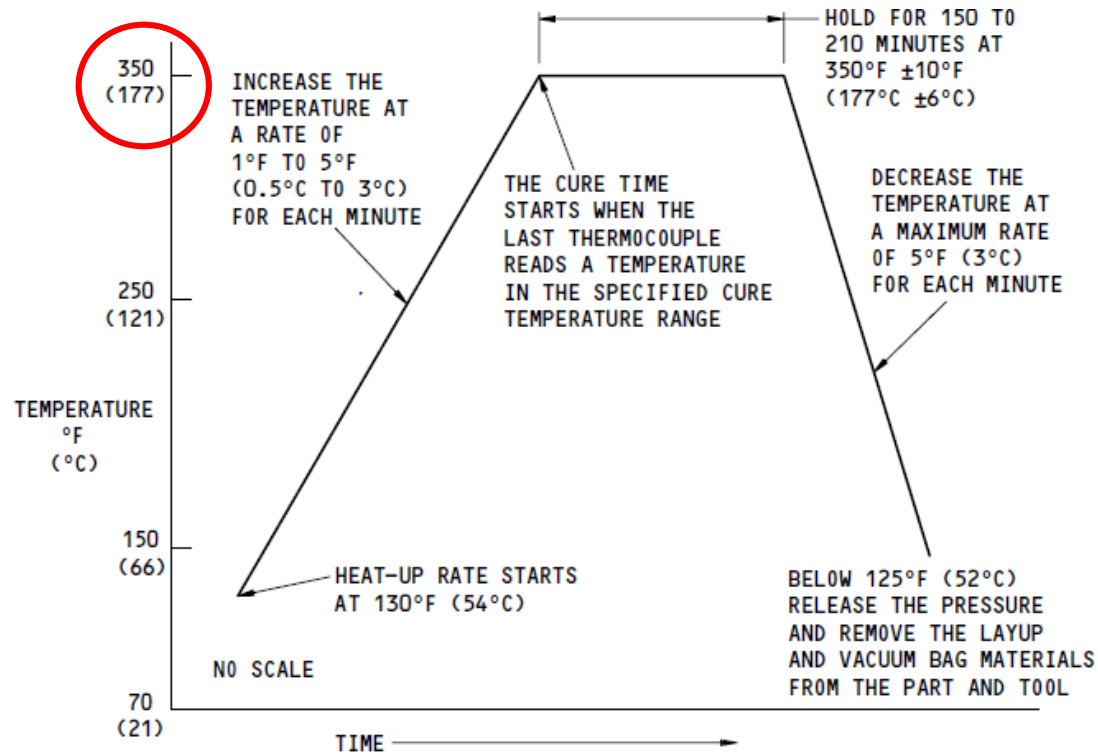 HOLD FOR 150 TO
210 MINUTES AT
350°F ±10°F
(177°C ±6°C)
350
(177)
INCREASE THE
TEMPERATURE AT
A RATE OF
1°F TO 5°F
(0.5°C TO 3°C)
FOR EACH MINUTE
THE CURE TIME
STARTS WHEN THE
LAST THERMOCOUPLE
READS A TEMPERATURE
IN THE SPECIFIED CURE
TEMPERATURE RANGE
DECREASE THE
TEMPERATURE AT
A MAXIMUM RATE
OF 5°F (3°C)
FOR EACH MINUTE
250
(121)
TEMPERATURE
°F
(°C)
150
(66)
HEAT-UP RATE STARTS
AT 130°F (54°C)
BELOW 125°F (52°C)
RELEASE THE PRESSURE
AND REMOVE THE LAYUP
AND VACUUM BAG MATERIALS
FROM THE PART AND TOOL
NO SCALE
70
(21)
TIME